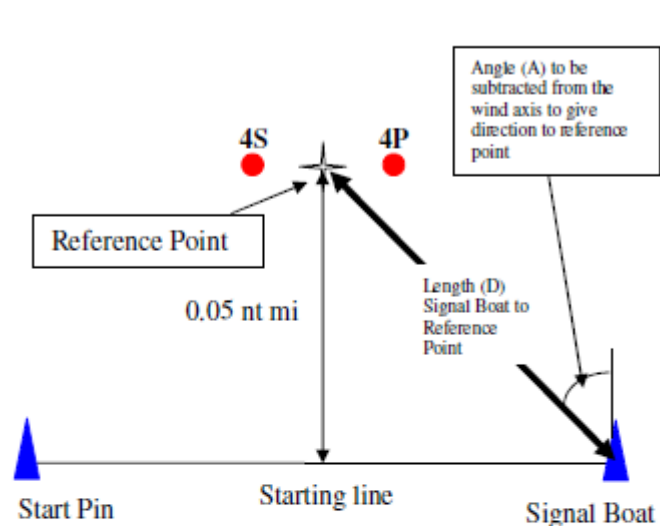 Angle (A) to be
subtracted from the
wind axis to give
direction to reference
point
4S
4P
Reference Point
0.05 nt mi
Length (D)
Signal Boat to
Reference
Point
Start Pin
Starting line
Signal Boat